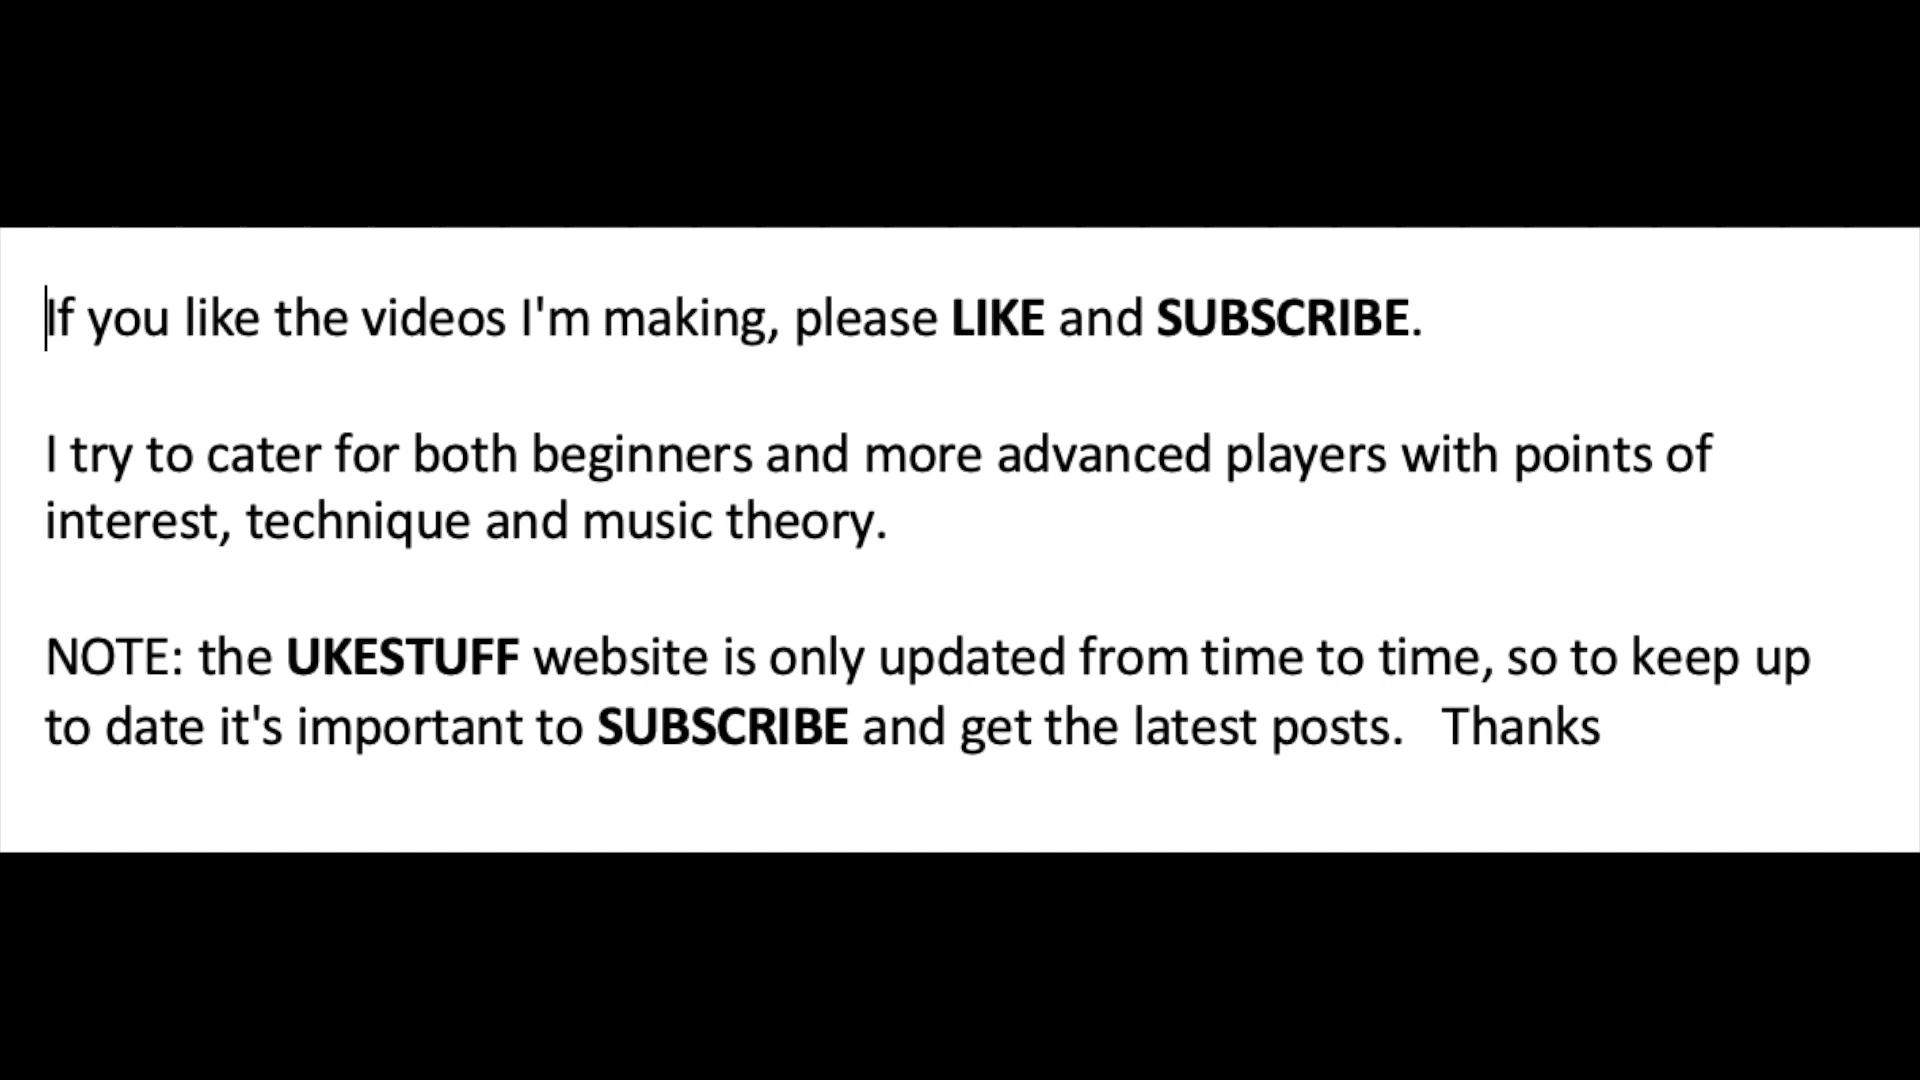 If you like the videos I'm making, please LIKE and SUBSCRIBE.
I try to cater for both beginners and more advanced players with points of
interest, technique and music theory.
NOTE: the UKESTUFF website is only updated from time to time, so to keep up
to date it's important to SUBSCRIBE and get the latest posts.   Thanks